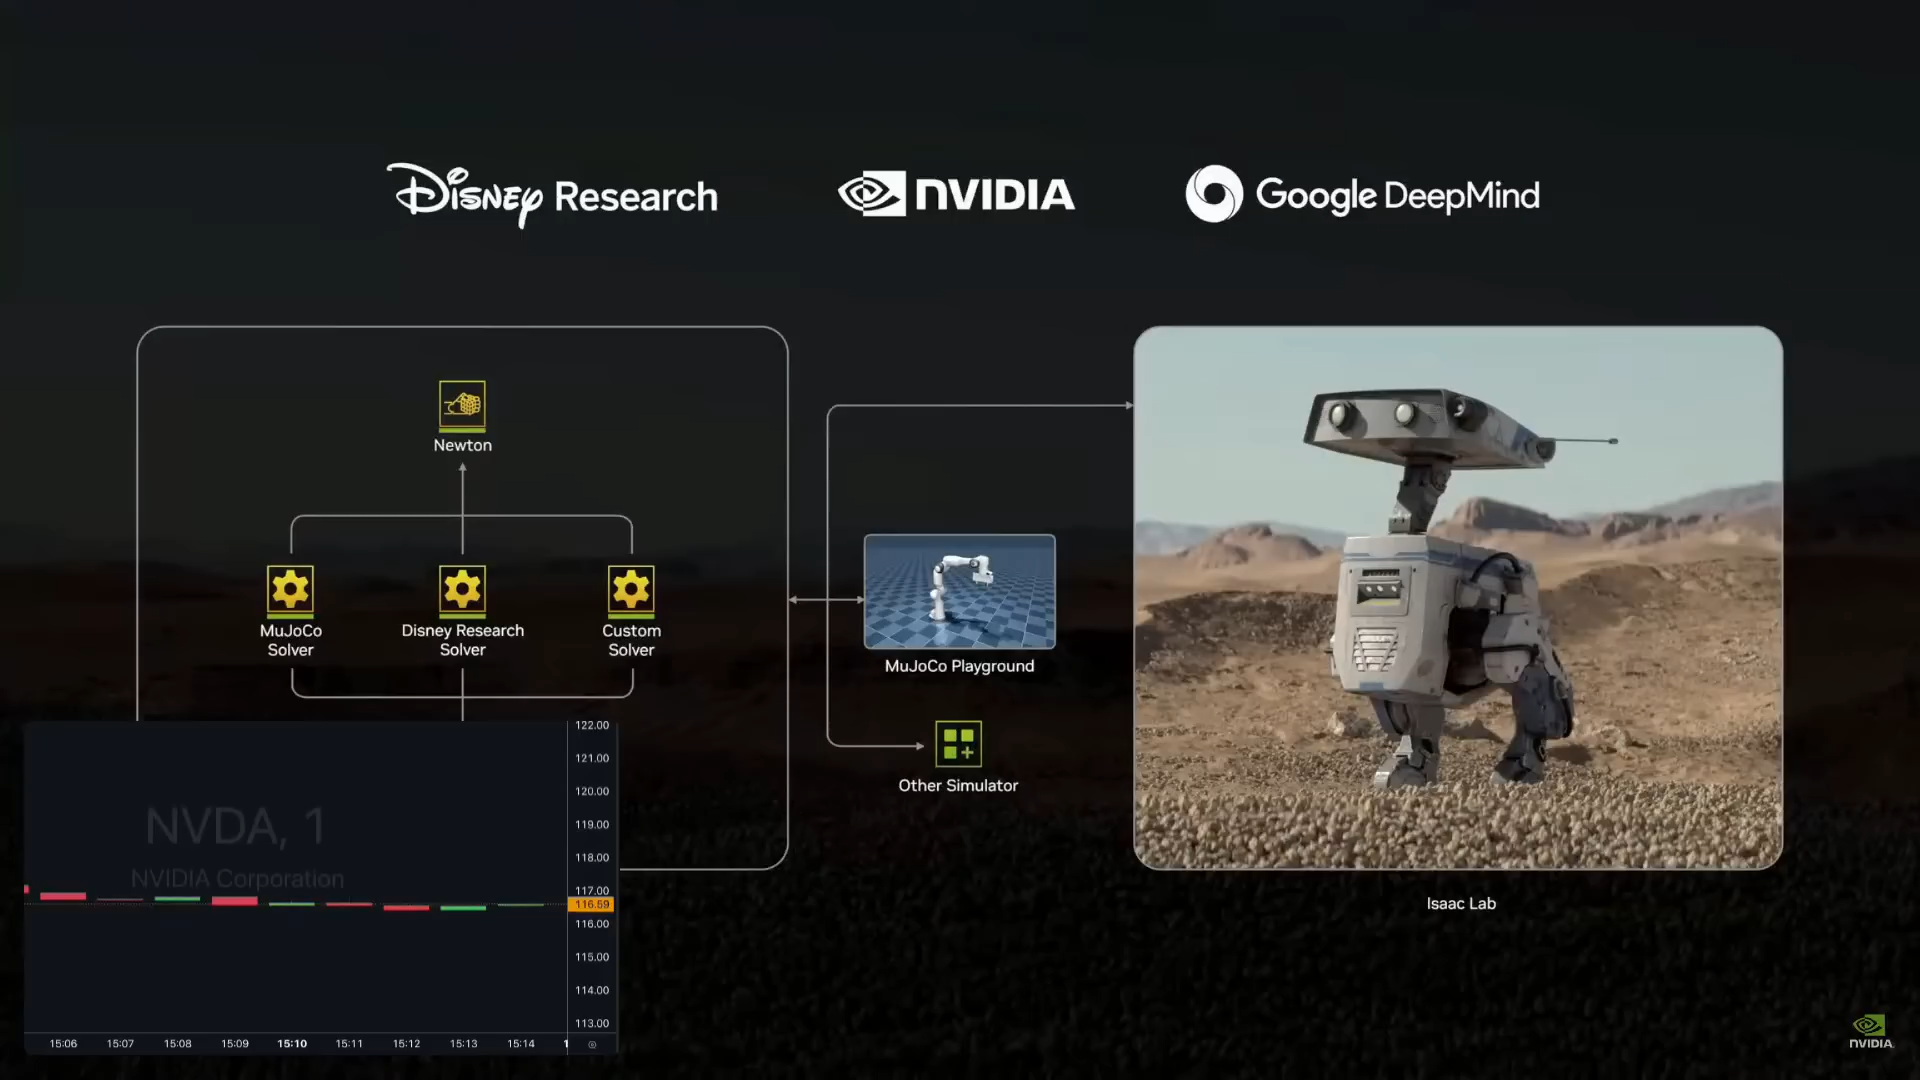 Disney Research
NVIDIA
Google DeepMind
Newton
MuJoCo
Solver
Disney Research
Solver
Custom
Solver
MuJoCo Playground
Other Simulator
Isaac Lab
NVDA, 1
NVIDIA Corporation
122.00
121.00
120.00
119.00
118.00
117.00
116.59
116.00
115.00
114.00
113.00
15:06 15:07 15:08 15:09 15:10 15:11 15:12 15:13 15:14 1
NVIDIA.